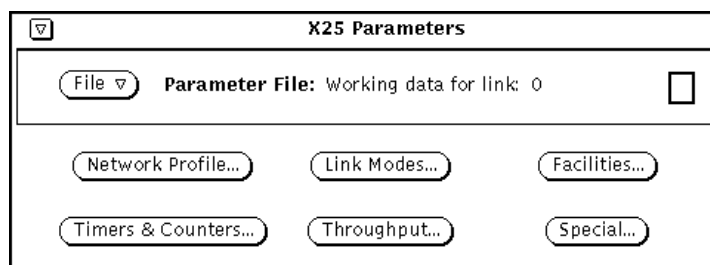 X25 Parameters
File Parameter File: Working data for link: 0
Network Profile... Link Modes... Facilities...
Timers & Counters... Throughput... Special...